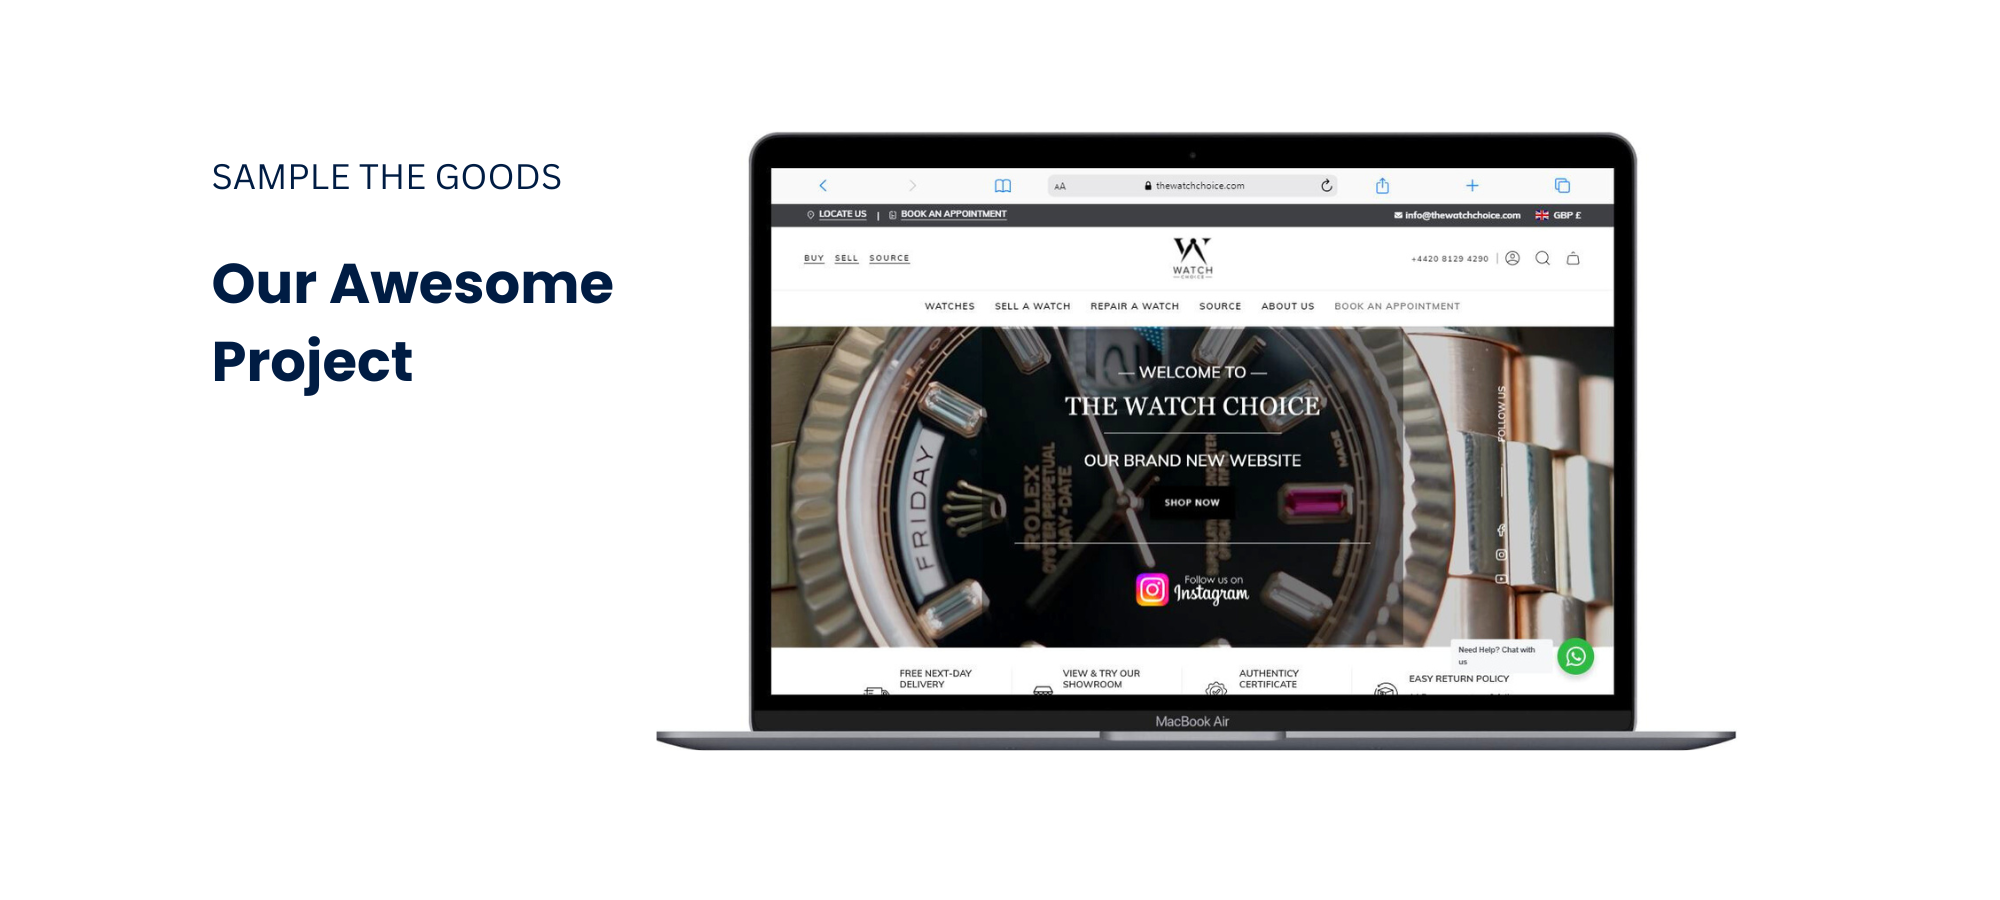 SAMPLE THE GOODS
Our Awesome
Project
AA
thewatchchoice.com
LOCATE US | BOOK AN APPOINTMENT
info@thewatchchoice.com GBP £
BUY SELL SOURCE
WATCH
CHOICE
+4420 8129 4290 |
WATCHES SELL A WATCH REPAIR A WATCH SOURCE ABOUT US BOOK AN APPOINTMENT
— WELCOME TO —
THE WATCH CHOICE
OUR BRAND NEW WEBSITE
SHOP NOW
Follow us on
Instagram
FOLLOW US
FRIDAY
ROLEX
OYSTER PERPETUAL
DAY-DATE
MADE
Need Help? Chat with
us
FREE NEXT-DAY
DELIVERY
VIEW & TRY OUR
SHOWROOM
AUTHENTICY
CERTIFICATE
EASY RETURN POLICY
MacBook Air